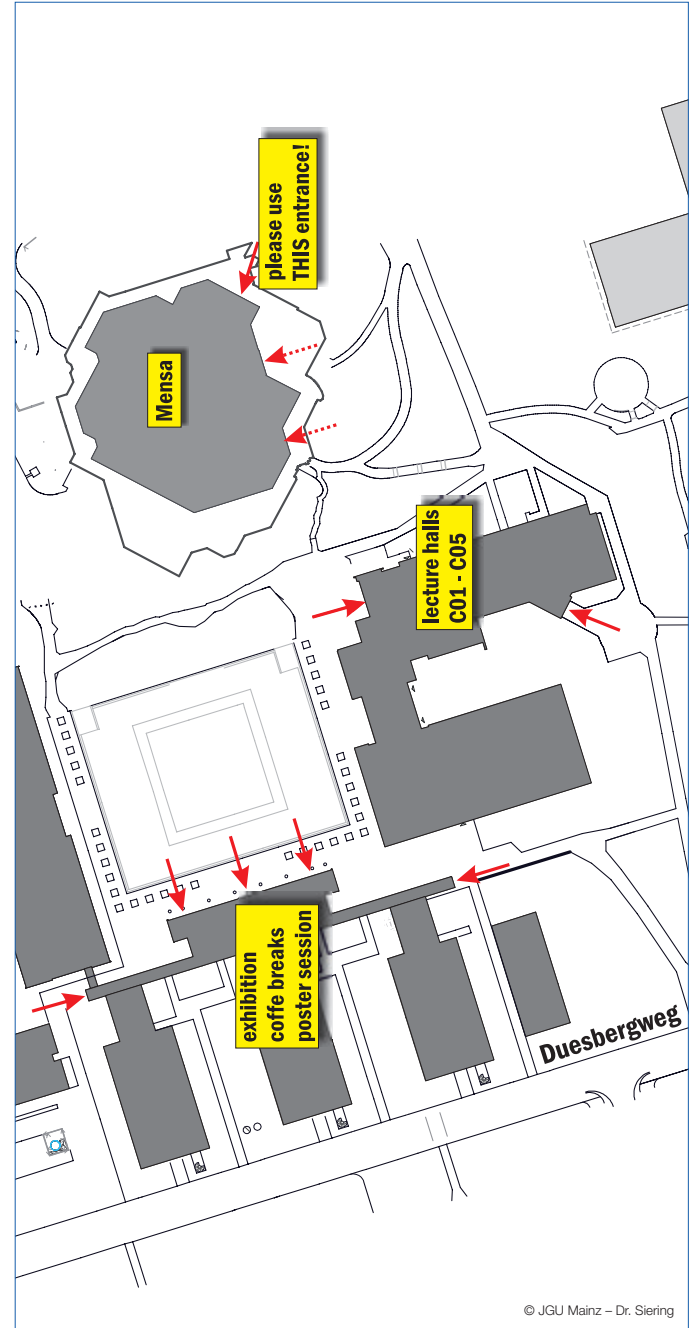 please use
THIS entrance!
Mensa
lecture halls
C01 - C05
exhibition
coffe breaks
poster session
Duesbergweg
© JGU Mainz – Dr. Siering